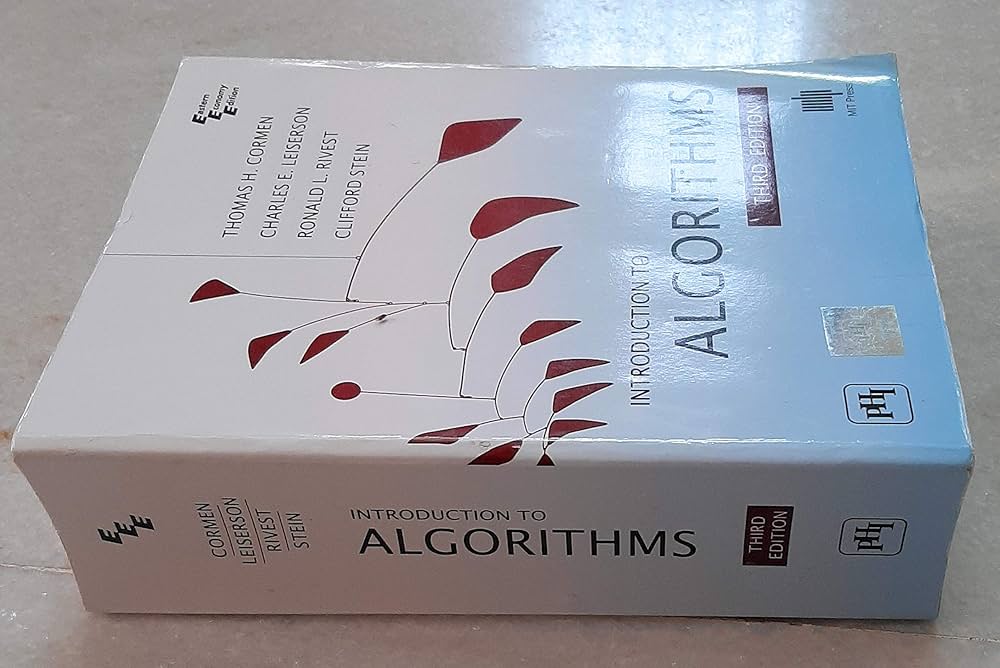 Eastern
Economy
Edition
THOMAS H. CORMEN
CHARLES E. LEISERSON
RONALD L. RIVEST
CLIFFORD STEIN
INTRODUCTION TO
ALGORITHMS
THIRD EDITION
MIT Press
PHI
EEE
CORMEN
LEISERSON
RIVEST
STEIN
INTRODUCTION TO
ALGORITHMS
THIRD
EDITION
PHI